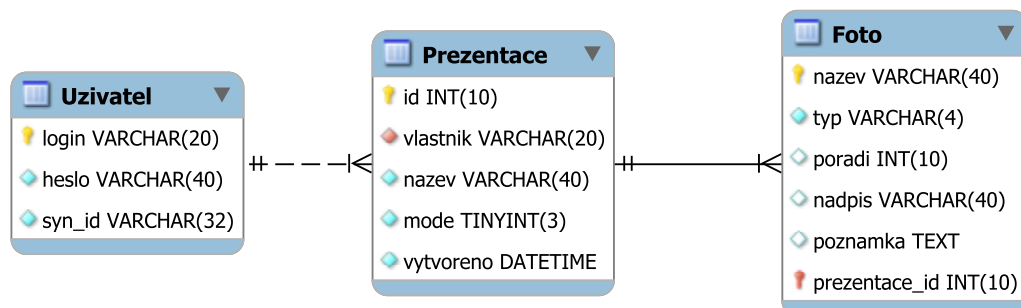 Uzivatel
login VARCHAR(20)
heslo VARCHAR(40)
syn_id VARCHAR(32)
Prezentace
id INT(10)
vlastnik VARCHAR(20)
nazev VARCHAR(40)
mode TINYINT(3)
vytvoreno DATETIME
Foto
nazev VARCHAR(40)
typ VARCHAR(4)
poradi INT(10)
nadpis VARCHAR(40)
poznamka TEXT
prezentace_id INT(10)